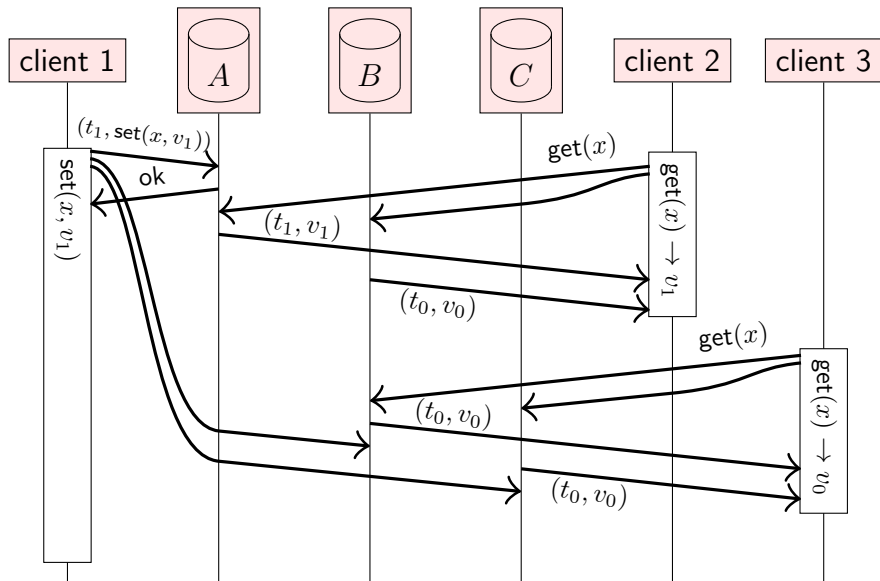 client 1
A
B
C
client 2
client 3
(t₁, set(x, v₁))
ok
set(x, v₁)
get(x)
(t₁, v₁)
(t₀, v₀)
get(x) → v₁
get(x)
(t₀, v₀)
(t₀, v₀)
get(x) → v₀